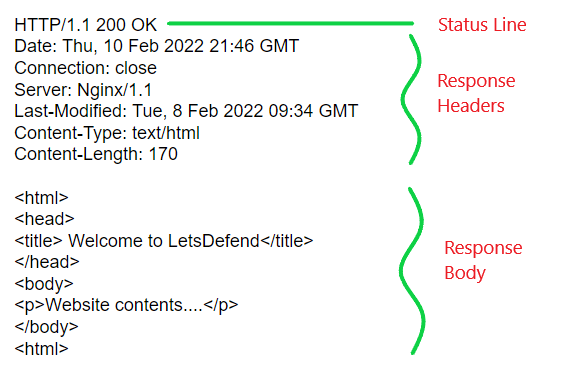 HTTP/1.1 200 OK
Status Line
Date: Thu, 10 Feb 2022 21:46 GMT
Connection: close
Server: Nginx/1.1
Last-Modified: Tue, 8 Feb 2022 09:34 GMT
Content-Type: text/html
Content-Length: 170
Response
Headers
<html>
<head>
<title> Welcome to LetsDefend</title>
</head>
<body>
<p>Website contents....</p>
</body>
<html>
Response
Body